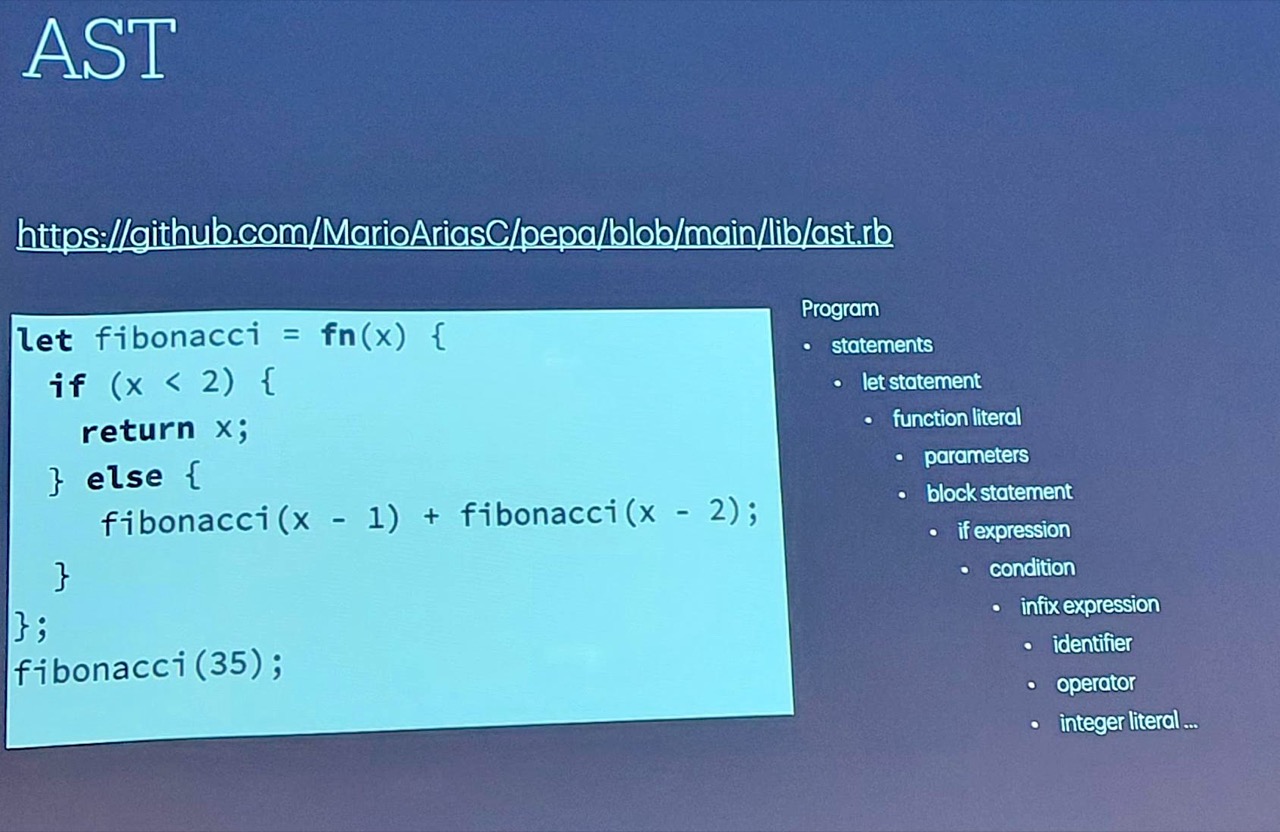 AST
https://github.com/MarioAriasC/pepa/blob/main/lib/ast.rb
let fibonacci = fn(x) {
if (x < 2) {
return x;
} else {
fibonacci(x - 1) + fibonacci(x - 2);
}
};
fibonacci(35);
Program
• statements
• let statement
• function literal
• parameters
• block statement
• if expression
• condition
• infix expression
• identifier
• operator
• integer literal ...